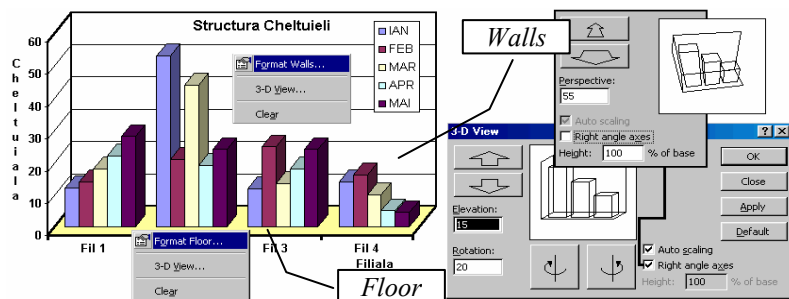 Structura Cheltuieli
60
50
40
30
20
10
0
Cheltuiala
IAN
FEB
MAR
APR
MAI
Format Walls...
3-D View...
Clear
Fil 1
Fil 3
Fil 4
Filiala
Format Floor...
3-D View...
Clear
Walls
Floor
Perspective:
55
Auto scaling
Right angle axes
Height: 100 % of base
3-D View
Elevation:
15
Rotation:
20
OK
Close
Apply
Default
Auto scaling
Right angle axes
Height: 100 % of base